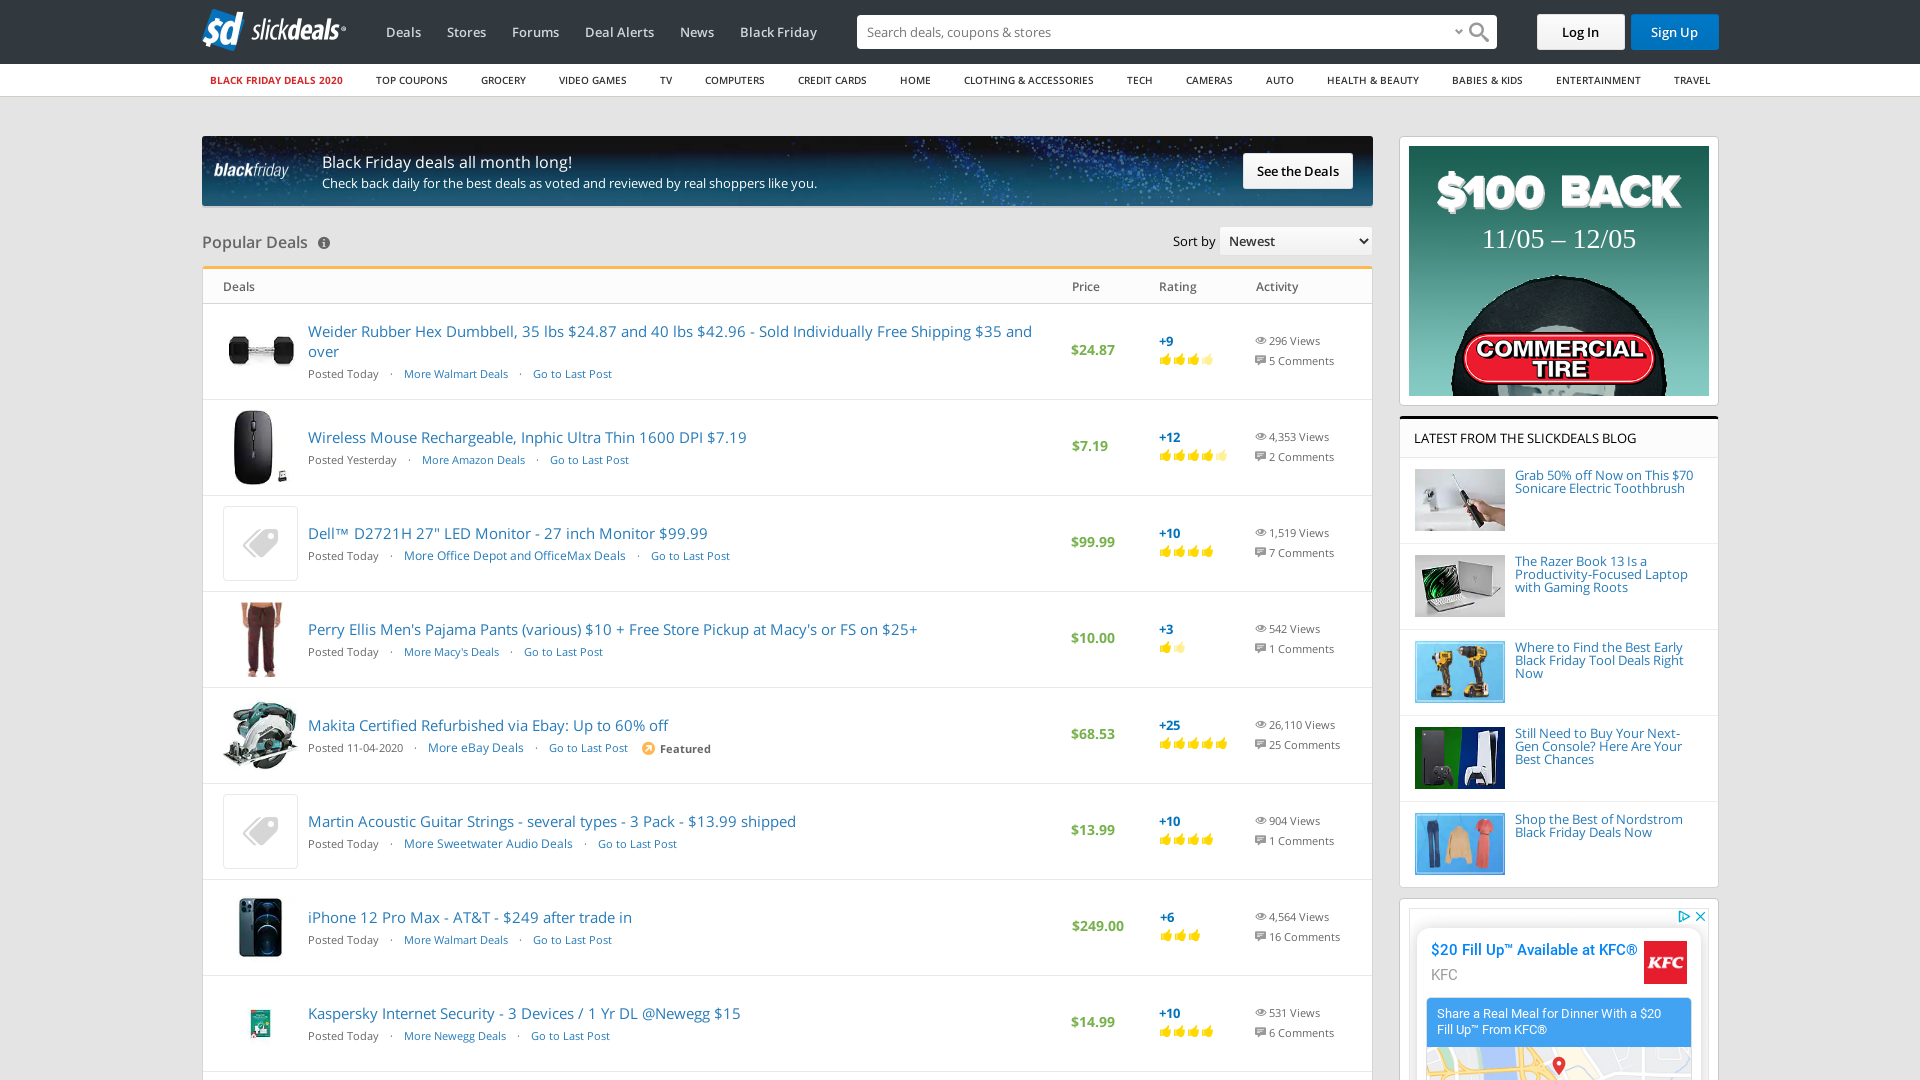 slickdeals
Deals
Stores
Forums
Deal Alerts
News
Black Friday
Search deals, coupons & stores
Log In
Sign Up
BLACK FRIDAY DEALS 2020
TOP COUPONS
GROCERY
VIDEO GAMES
TV
COMPUTERS
CREDIT CARDS
HOME
CLOTHING & ACCESSORIES
TECH
CAMERAS
AUTO
HEALTH & BEAUTY
BABIES & KIDS
ENTERTAINMENT
TRAVEL
blackfriday
Black Friday deals all month long!
Check back daily for the best deals as voted and reviewed by real shoppers like you.
See the Deals
Popular Deals
Sort by
Newest
Deals
Price
Rating
Activity
Weider Rubber Hex Dumbbell, 35 lbs $24.87 and 40 lbs $42.96 - Sold Individually Free Shipping $35 and
over
Posted Today · More Walmart Deals · Go to Last Post
$24.87
+9
296 Views
5 Comments
Wireless Mouse Rechargeable, Inphic Ultra Thin 1600 DPI $7.19
Posted Yesterday · More Amazon Deals · Go to Last Post
$7.19
+12
4,353 Views
2 Comments
Dell™ D2721H 27" LED Monitor - 27 inch Monitor $99.99
Posted Today · More Office Depot and OfficeMax Deals · Go to Last Post
$99.99
+10
1,519 Views
7 Comments
Perry Ellis Men's Pajama Pants (various) $10 + Free Store Pickup at Macy's or FS on $25+
Posted Today · More Macy's Deals · Go to Last Post
$10.00
+3
542 Views
1 Comments
Makita Certified Refurbished via Ebay: Up to 60% off
Posted 11-04-2020 · More eBay Deals · Go to Last Post Featured
$68.53
+25
26,110 Views
25 Comments
Martin Acoustic Guitar Strings - several types - 3 Pack - $13.99 shipped
Posted Today · More Sweetwater Audio Deals · Go to Last Post
$13.99
+10
904 Views
1 Comments
iPhone 12 Pro Max - AT&T - $249 after trade in
Posted Today · More Walmart Deals · Go to Last Post
$249.00
+6
4,564 Views
16 Comments
Kaspersky Internet Security - 3 Devices / 1 Yr DL @Newegg $15
Posted Today · More Newegg Deals · Go to Last Post
$14.99
+10
531 Views
6 Comments
$100 BACK
11/05 – 12/05
COMMERCIAL
TIRE
LATEST FROM THE SLICKDEALS BLOG
Grab 50% off Now on This $70
Sonicare Electric Toothbrush
The Razer Book 13 Is a
Productivity-Focused Laptop
with Gaming Roots
Where to Find the Best Early
Black Friday Tool Deals Right
Now
Still Need to Buy Your Next-
Gen Console? Here Are Your
Best Chances
Shop the Best of Nordstrom
Black Friday Deals Now
$20 Fill Up™ Available at KFC®
KFC
KFC
Share a Real Meal for Dinner With a $20
Fill Up™ From KFC®